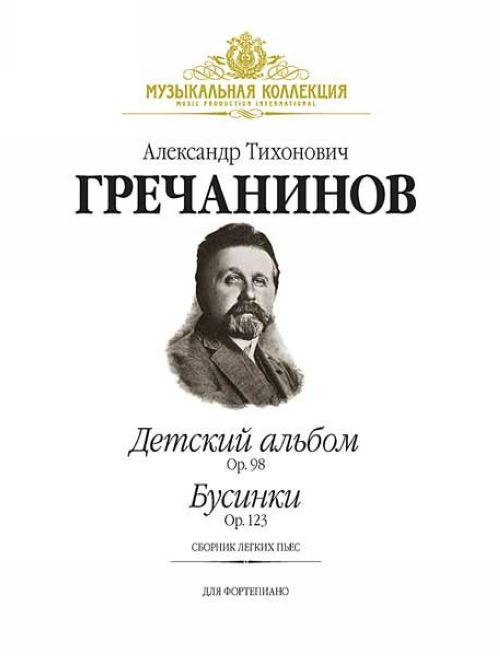 МУЗЫКАЛЬНАЯ КОЛЛЕКЦИЯ
MUSIC PRODUCTION INTERNATIONAL
Александр Тихонович
ГРЕЧАНИНОВ
Детский альбом
Op. 98
Бусинки
Op. 123
СБОРНИК ЛЕГКИХ ПЬЕС
ДЛЯ ФОРТЕПИАНО